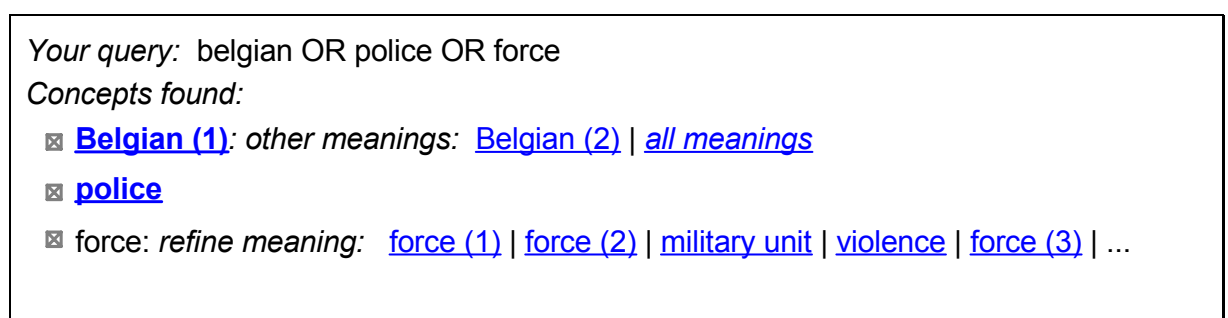 Your query: belgian OR police OR force
Concepts found:
Belgian (1): other meanings: Belgian (2) | all meanings
police
force: refine meaning: force (1) | force (2) | military unit | violence | force (3) | ...